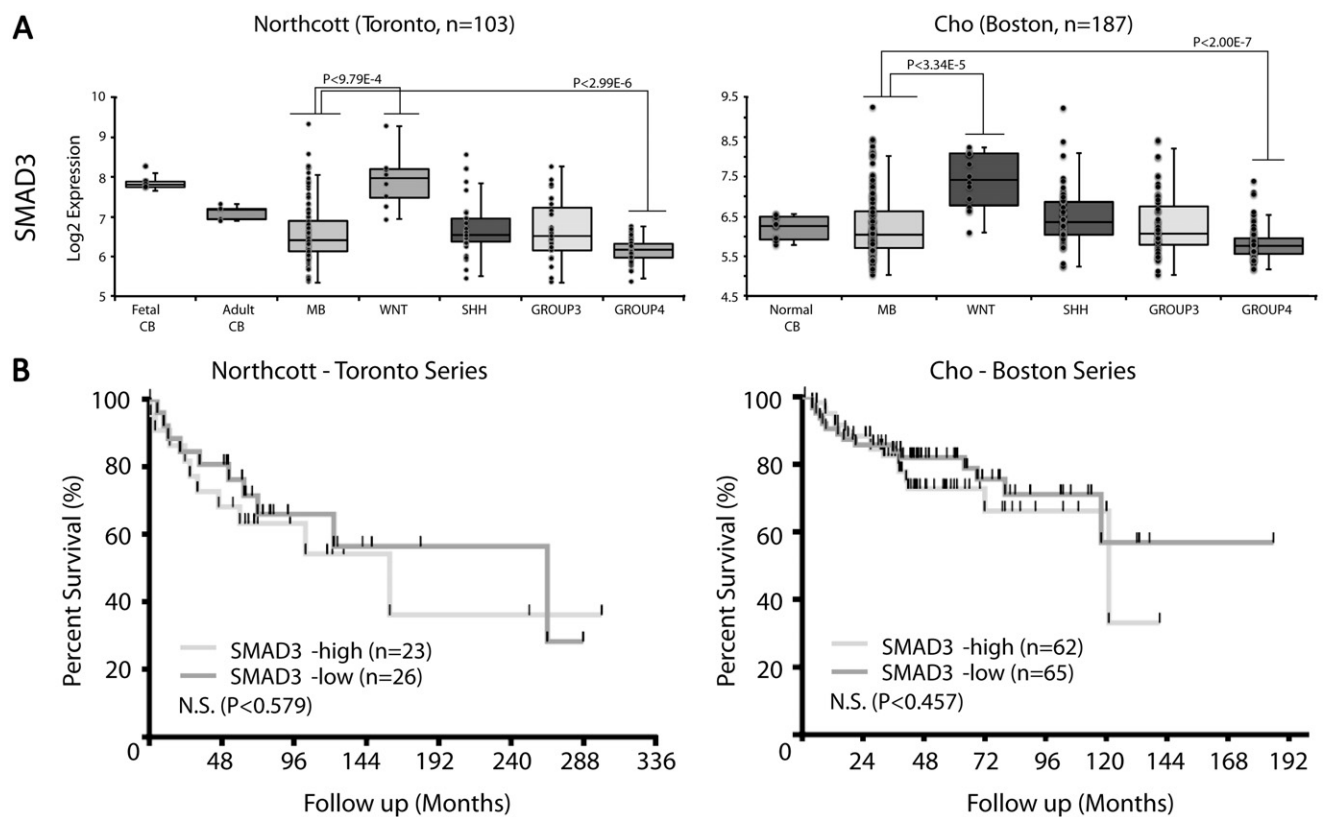 A
Northcott (Toronto, n=103)
Cho (Boston, n=187)
SMAD3
Log2 Expression
10
9
8
7
6
5
P<9.79E-4
P<2.99E-6
Fetal CB
Adult CB
MB
WNT
SHH
GROUP3
GROUP4
9.5
8.5
7.5
6.5
5.5
4.5
P<2.00E-7
P<3.34E-5
Normal CB
MB
WNT
SHH
GROUP3
GROUP4
B
Northcott - Toronto Series
Percent Survival (%)
100
80
60
40
20
0
SMAD3 -high (n=23)
SMAD3 -low (n=26)
N.S. (P<0.579)
48 96 144 192 240 288 336
Follow up (Months)
Cho - Boston Series
Percent Survival (%)
100
80
60
40
20
0
SMAD3 -high (n=62)
SMAD3 -low (n=65)
N.S. (P<0.457)
24 48 72 96 120 144 168 192
Follow up (Months)